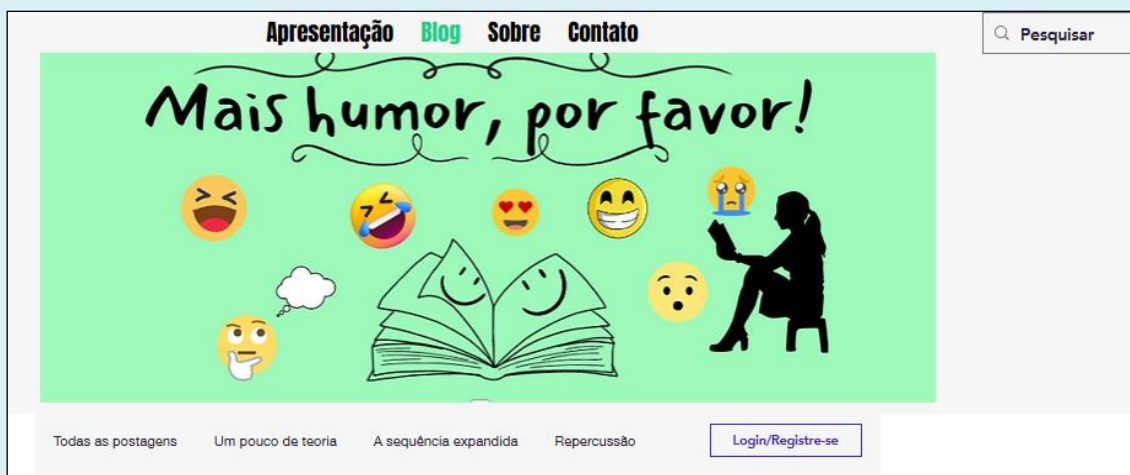 Apresentação Blog Sobre Contato
Pesquisar
Mais humor, por favor!
Todas as postagens Um pouco de teoria A sequência expandida Repercussão Login/Registre-se